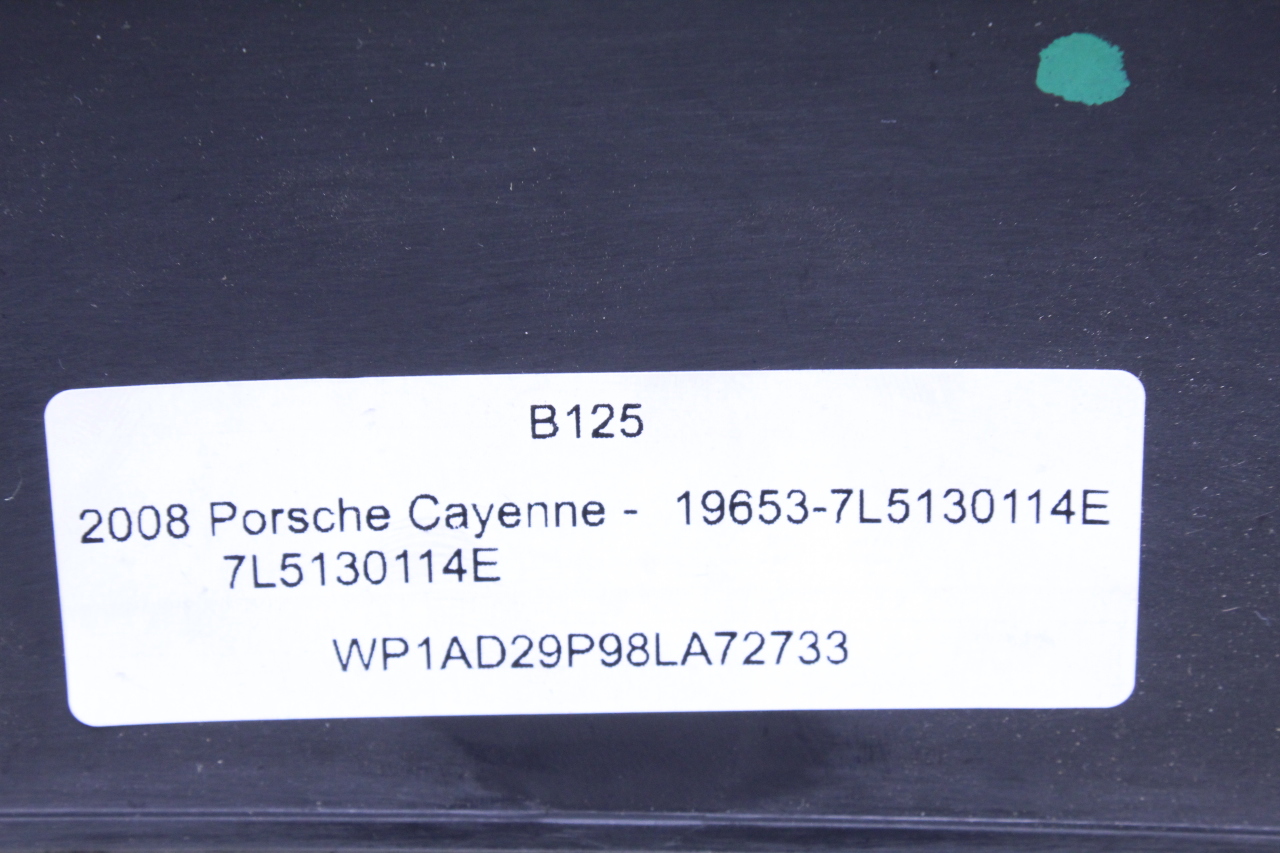 B125
2008 Porsche Cayenne - 19653-7L5130114E
7L5130114E
WP1AD29P98LA72733